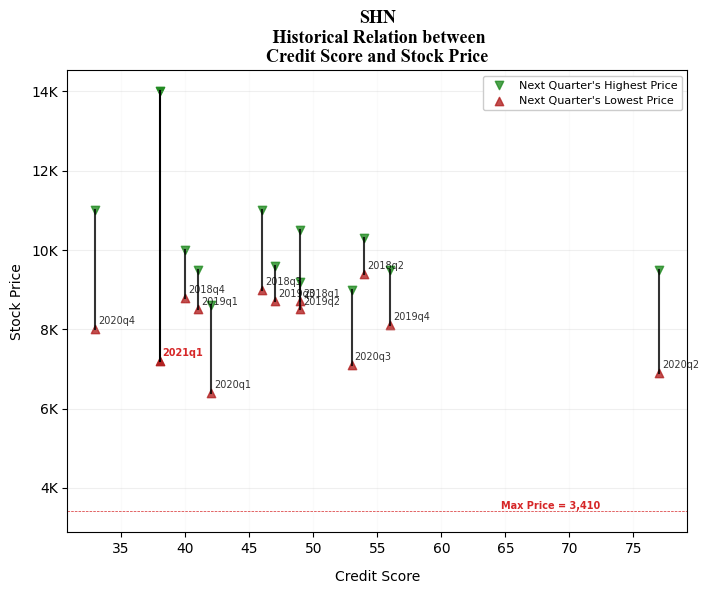 SHN
Historical Relation between
Credit Score and Stock Price
Next Quarter's Highest Price
Next Quarter's Lowest Price
Stock Price
14K
12K
10K
8K
6K
4K
2018q2
2018q3
2018q4
2019q3
2018q1
2019q1
2019q2
2019q4
2020q4
2021q1
2020q3
2020q2
2020q1
Max Price = 3,410
35 40 45 50 55 60 65 70 75
Credit Score